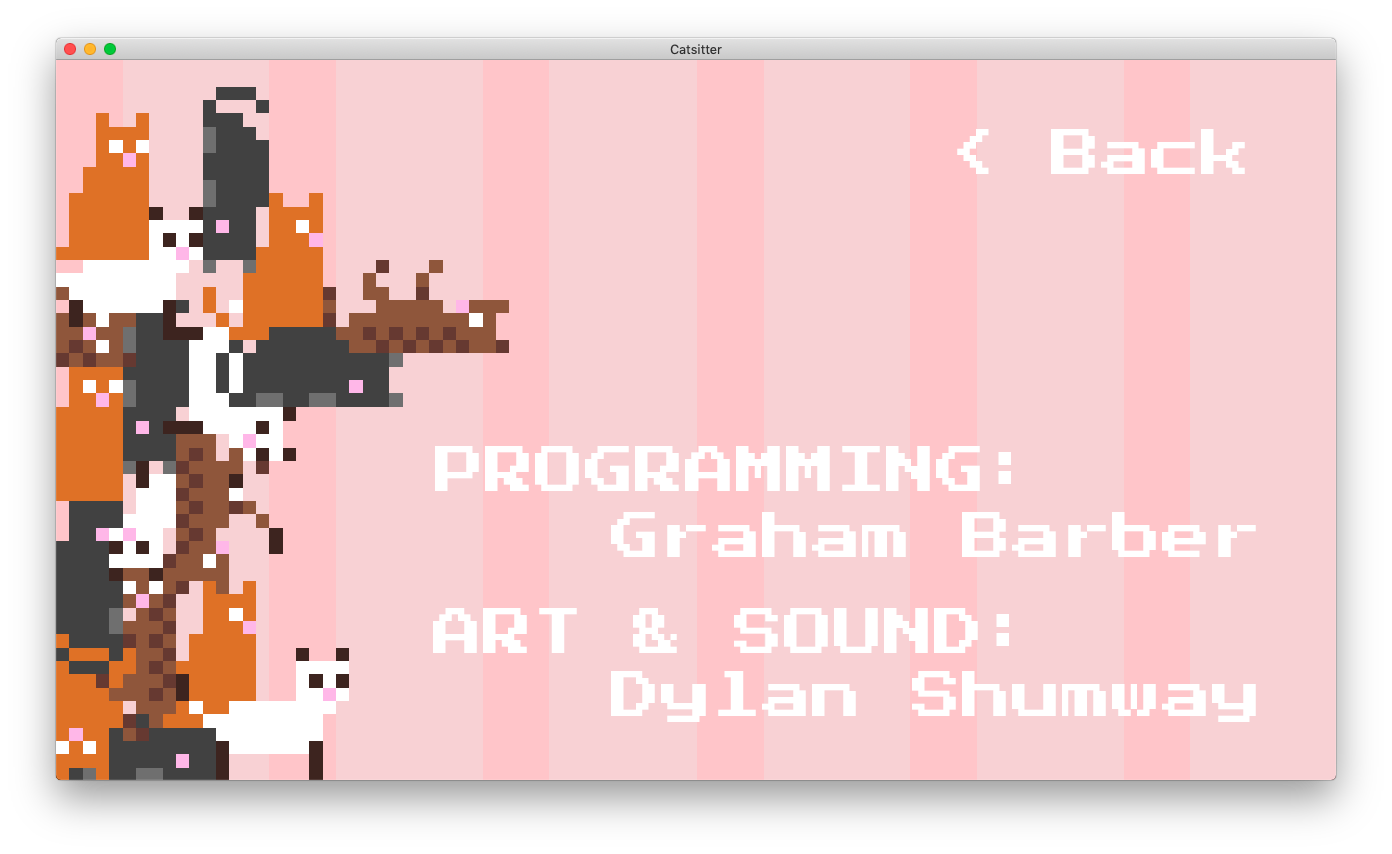 Catsitter
< Back
PROGRAMMING:
Graham Barber
ART & SOUND:
Dylan Shumway